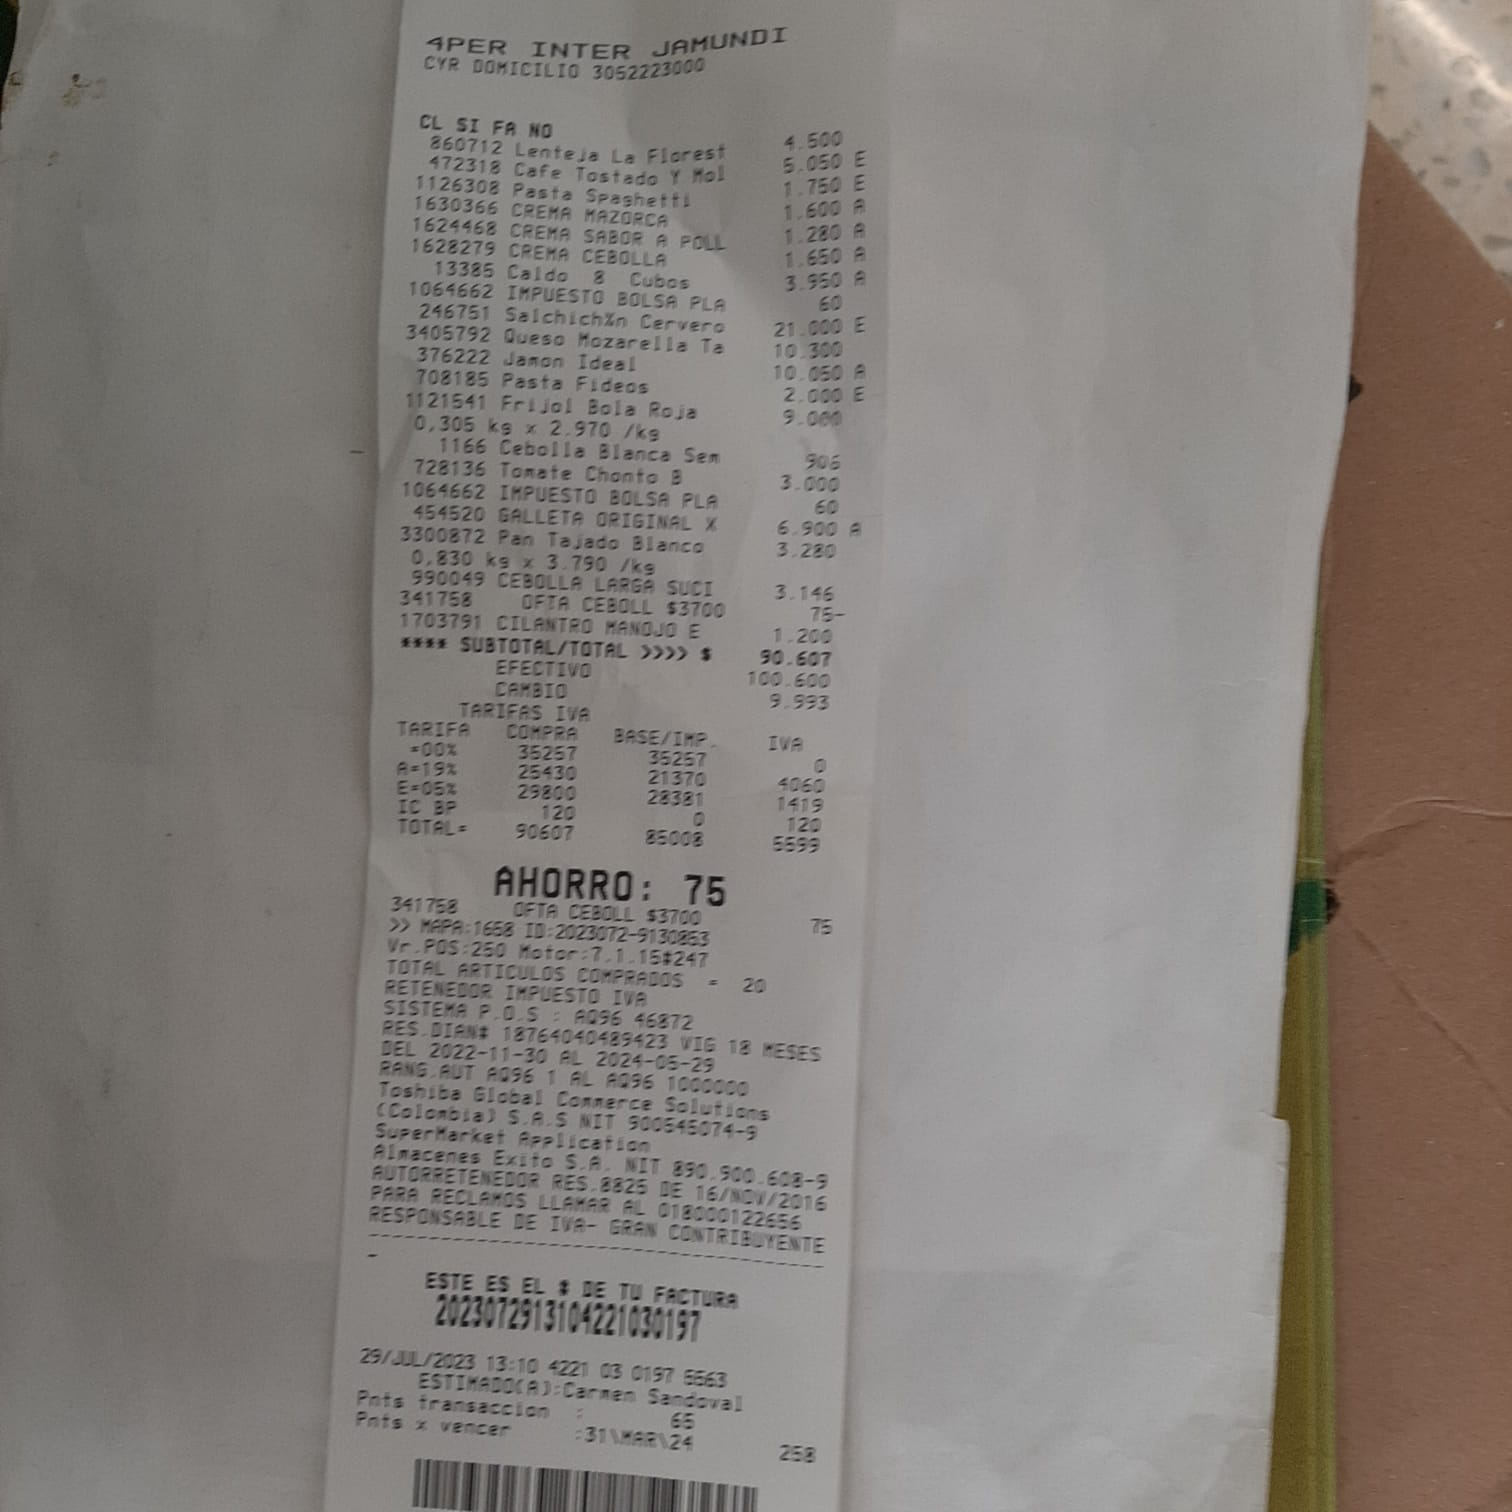 4PER INTER JAMUNDI
CYR DOMICILIO 3052223000
CL SI FA NO
860712 Lenteja La Florest 4.500
472318 Cafe Tostado Y Mol 5.050 E
1126308 Pasta Spaghetti 1.750 E
1630366 CREMA MAZORCA 1.600 A
1624468 CREMA SABOR A POLL 1.280 A
1628279 CREMA CEBOLLA 1.650 A
13385 Caldo 8 Cubos 3.950 A
1064662 IMPUESTO BOLSA PLA 60
246751 Salchich%n Cervero 21.000 E
3405792 Queso Mozarella Ta 10.300
376222 Jamon Ideal 10.050 A
708185 Pasta Fideos 2.000 E
1121541 Frijol Bola Roja 9.000
0,305 kg x 2.970 /kg
1166 Cebolla Blanca Sem 906
728136 Tomate Chonto B 3.000
1064662 IMPUESTO BOLSA PLA 60
454520 GALLETA ORIGINAL X 6.900 A
3300872 Pan Tajado Blanco 3.280
0,830 kg x 3.790 /kg
990049 CEBOLLA LARGA SUCI 3.146
341758 OFTA CEBOLL $3700 75-
1703791 CILANTRO MANOJO E 1.200
**** SUBTOTAL/TOTAL >>>> $ 90.607
EFECTIVO 100.600
CAMBIO 9.993
TARIFAS IVA
TARIFA COMPRA BASE/IMP. IVA
=00% 35257 35257 0
A=19% 25430 21370 4060
E=05% 29800 28381 1419
IC BP 120 0 120
TOTAL= 90607 85008 5599
AHORRO: 75
341758 OFTA CEBOLL $3700 75
>> MAPA:1658 ID:2023072-9130853
Vr.POS:250 Motor:7.1.15#247
TOTAL ARTICULOS COMPRADOS = 20
RETENEDOR IMPUESTO IVA
SISTEMA P.O.S : AQ96 46872
RES.DIAN# 18764040489423 VIG 18 MESES
DEL 2022-11-30 AL 2024-05-29
RANG.AUT AQ96 1 AL AQ96 1000000
Toshiba Global Commerce Solutions
(Colombia) S.A.S NIT 900545074-9
SuperMarket Application
Almacenes Exito S.A. NIT 890.900.608-9
AUTORRETENEDOR RES.8825 DE 16/NOV/2016
PARA RECLAMOS LLAMAR AL 018000122656
RESPONSABLE DE IVA- GRAN CONTRIBUYENTE
--------------------------------------
-
ESTE ES EL $ DE TU FACTURA
2023072913104221030197
29/JUL/2023 13:10 4221 03 0197 5563
ESTIMADO(A):Carmen Sandoval
Pnts transaccion : 65
Pnts x vencer :31\MAR\24 258